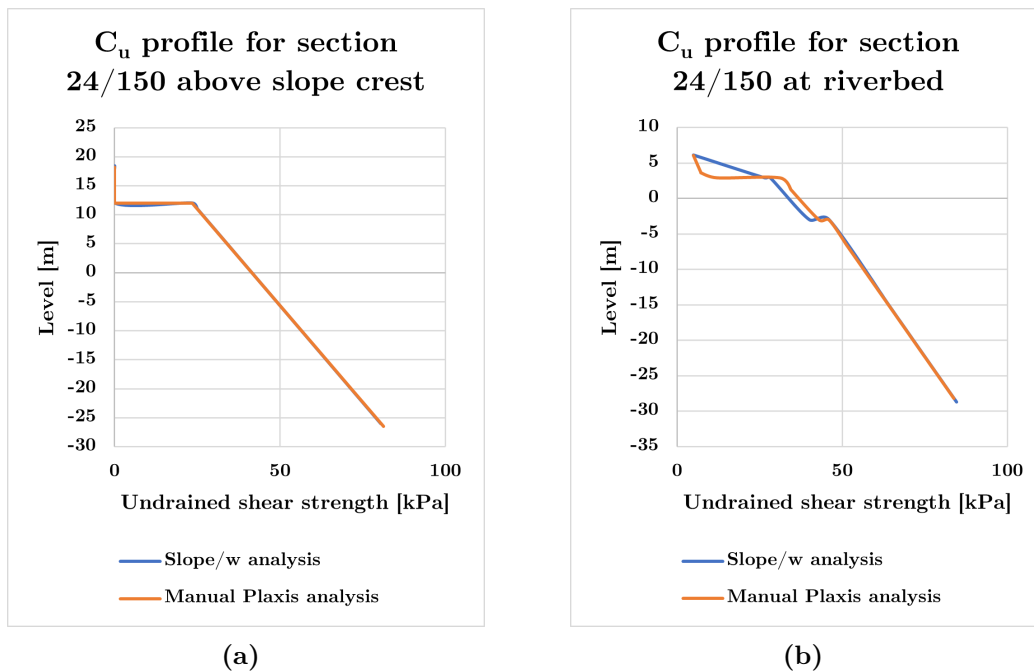 C_u profile for section
24/150 above slope crest
25
20
15
10
5
0
-5
-10
-15
-20
-25
-30
0 50 100
Level [m]
Undrained shear strength [kPa]
Slope/w analysis
Manual Plaxis analysis
(a)
C_u profile for section
24/150 at riverbed
10
5
0
-5
-10
-15
-20
-25
-30
-35
0 50 100
Level [m]
Undrained shear strength [kPa]
Slope/w analysis
Manual Plaxis analysis
(b)